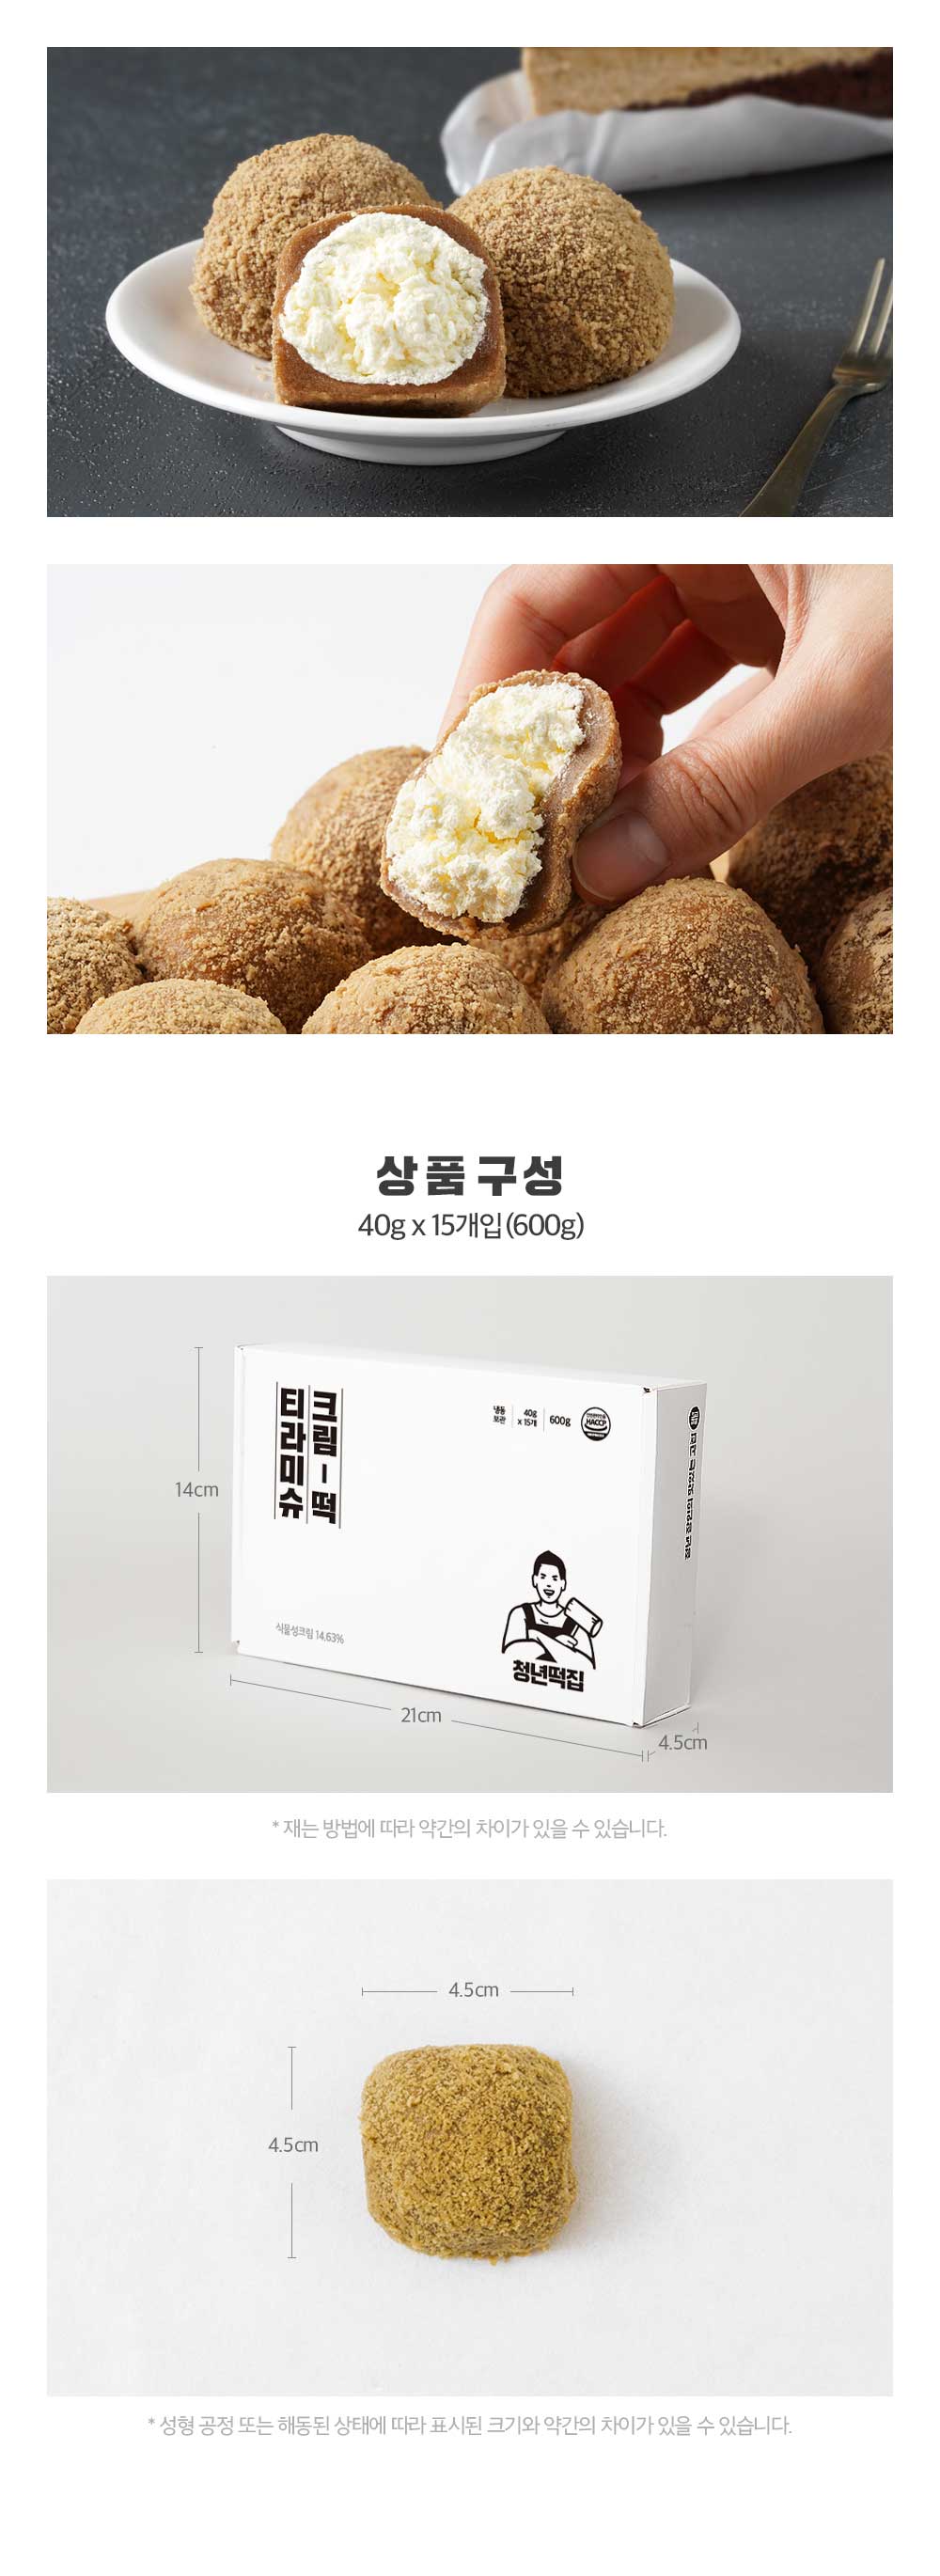 상품 구성
40g x 15개입(600g)
크림-떡
티라미슈
냉동
보관
40g
x 15개
600g
HACCP
14cm
식물성크림 14.63%
청년떡집
21cm
4.5cm
* 재는 방법에 따라 약간의 차이가 있을 수 있습니다.
4.5cm
4.5cm
* 성형 공정 또는 해동된 상태에 따라 표시된 크기와 약간의 차이가 있을 수 있습니다.